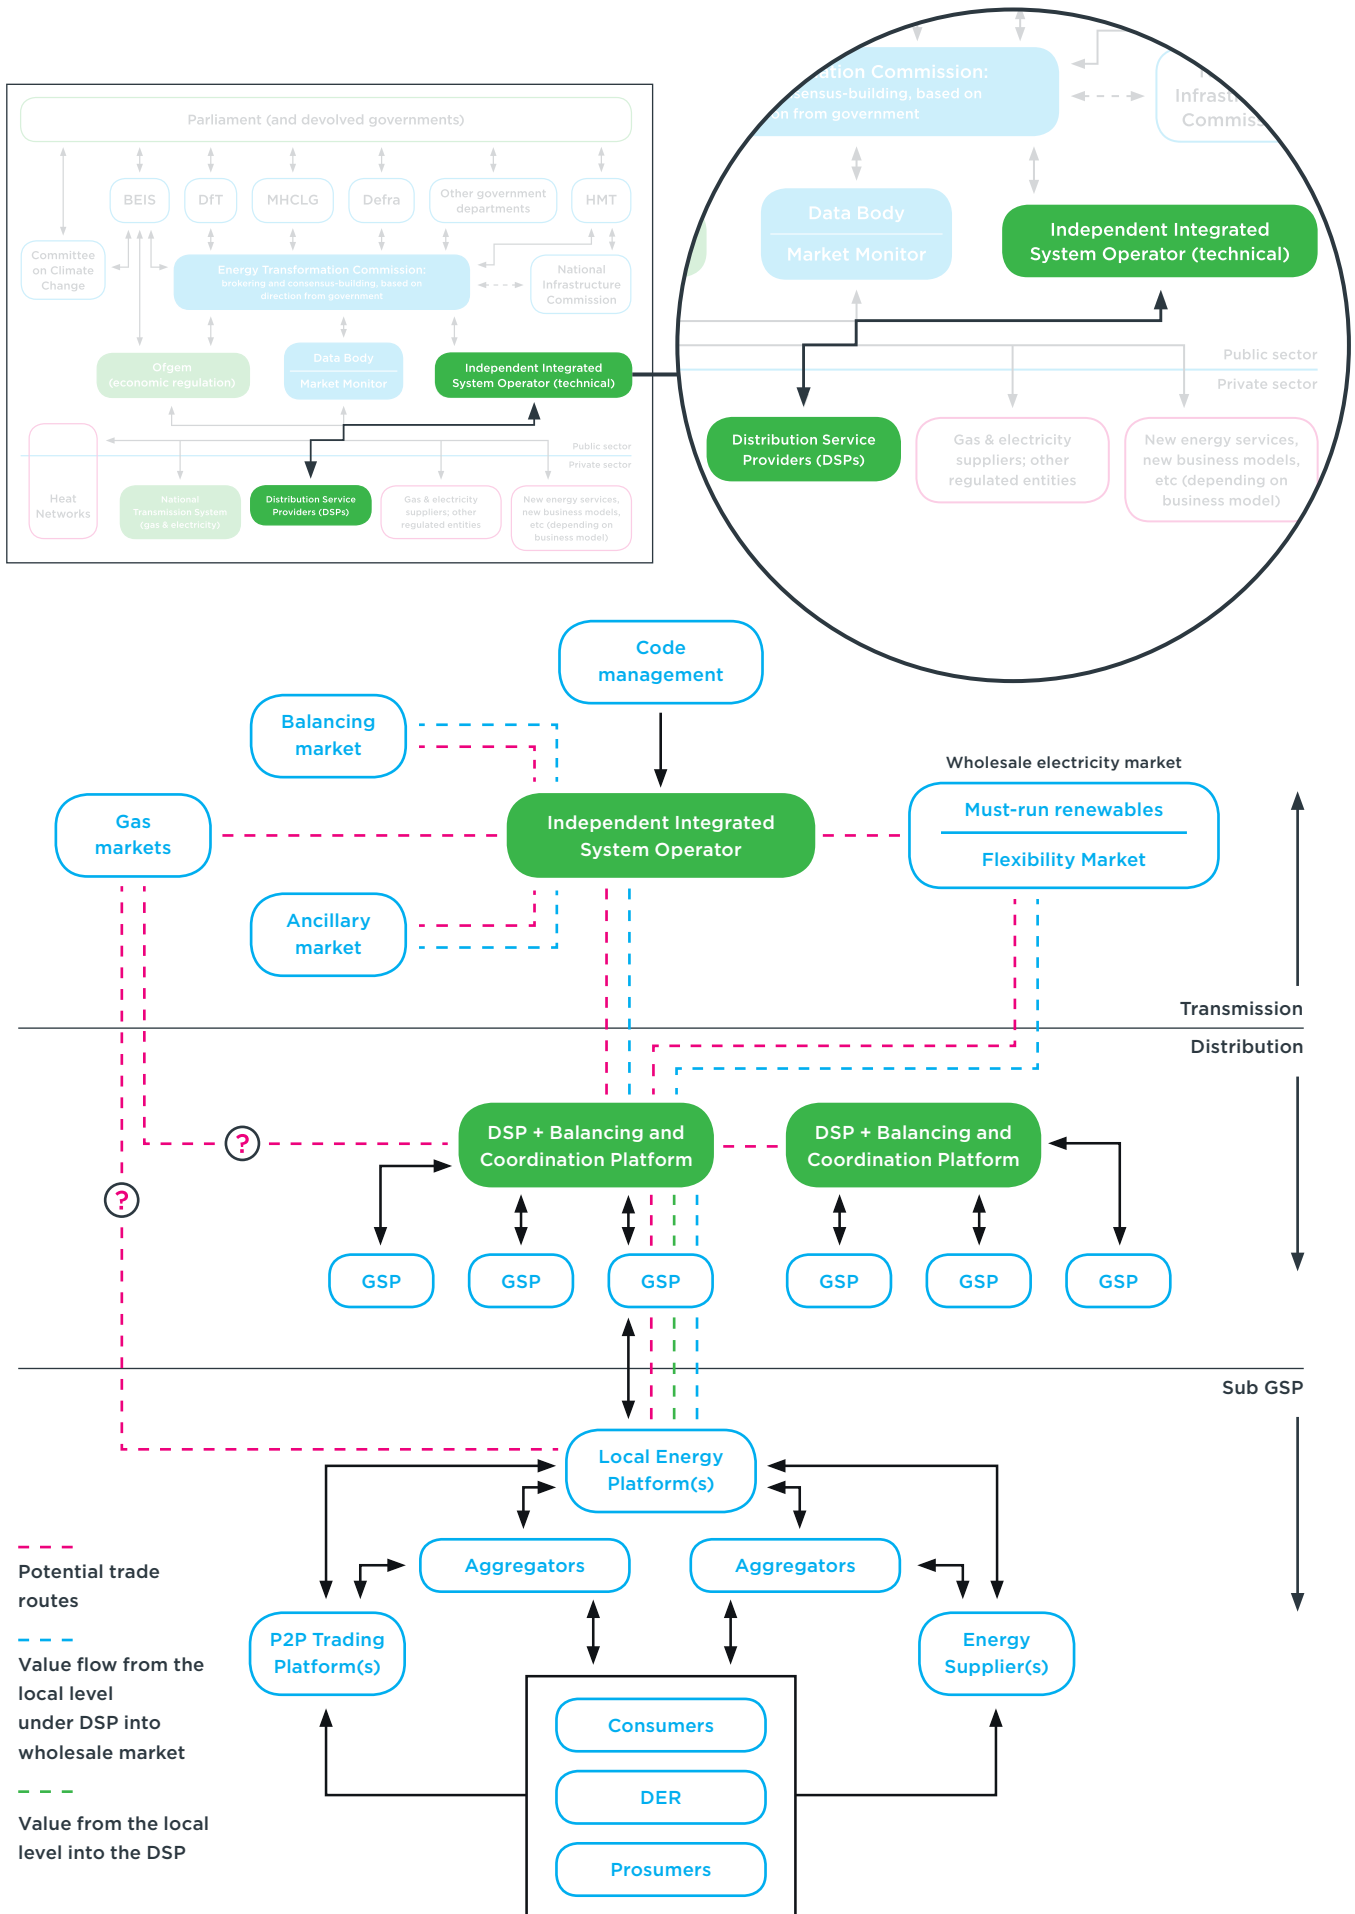 Parliament (and devolved governments)
BEIS
DfT
MHCLG
Defra
Other government
departments
HMT
Committee
on Climate
Change
Energy Transformation Commission:
brokering and consensus-building, based on
direction from government
National
Infrastructure
Commission
Ofgem
(economic regulation)
Data Body
Market Monitor
Independent Integrated
System Operator (technical)
Public sector
Private sector
Heat
Networks
National
Transmission System
(gas & electricity)
Distribution Service
Providers (DSPs)
Gas & electricity
suppliers; other
regulated entities
New energy services,
new business models,
etc (depending on
business model)
ation Commission:
sensus-building, based on
on from government
Infrast
Commiss
Data Body
Market Monitor
Independent Integrated
System Operator (technical)
Public sector
Private sector
Distribution Service
Providers (DSPs)
Gas & electricity
suppliers; other
regulated entities
New energy services,
new business models,
etc (depending on
business model)
Code
management
Balancing
market
Wholesale electricity market
Gas
markets
Independent Integrated
System Operator
Must-run renewables
Flexibility Market
Ancillary
market
Transmission
Distribution
DSP + Balancing and
Coordination Platform
DSP + Balancing and
Coordination Platform
?
?
GSP
GSP
GSP
GSP
GSP
GSP
Sub GSP
Local Energy
Platform(s)
Aggregators
Aggregators
P2P Trading
Platform(s)
Energy
Supplier(s)
Consumers
DER
Prosumers
Potential trade
routes
Value flow from the
local level
under DSP into
wholesale market
Value from the local
level into the DSP